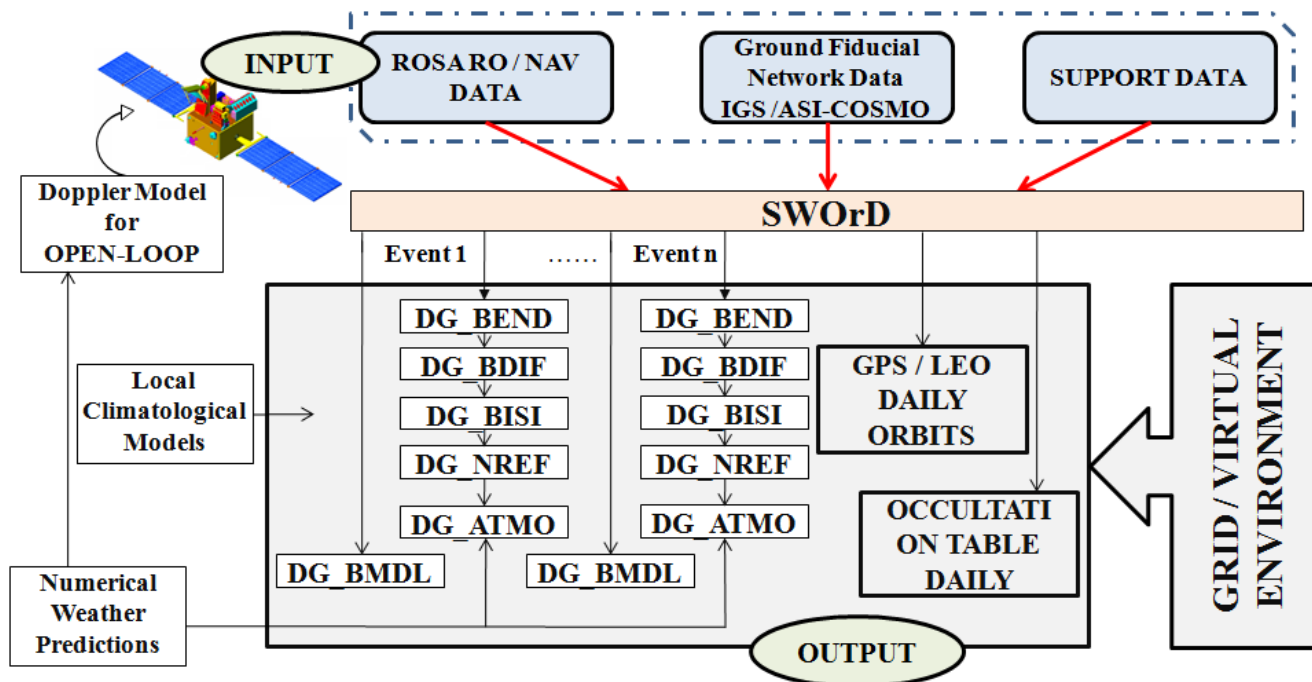 INPUT
ROSA RO / NAV
DATA
Ground Fiducial
Network Data
IGS /ASI-COSMO
SUPPORT DATA
Doppler Model
for
OPEN-LOOP
SWOrD
Event 1
......
Event n
DG_BEND
DG_BDIF
DG_BISI
DG_NREF
DG_ATMO
DG_BMDL
DG_BEND
DG_BDIF
DG_BISI
DG_NREF
DG_ATMO
DG_BMDL
GPS / LEO
DAILY
ORBITS
OCCULTATI
ON TABLE
DAILY
Local
Climatological
Models
Numerical
Weather
Predictions
OUTPUT
GRID / VIRTUAL
ENVIRONMENT